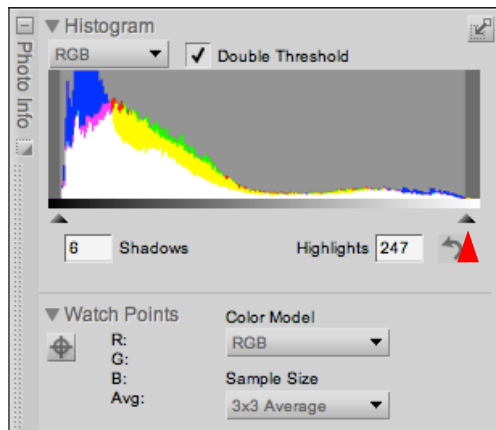 Photo Info
Histogram
RGB
Double Threshold
6 Shadows Highlights 247
Watch Points
Color Model
R:
G:
B:
Avg:
RGB
Sample Size
3x3 Average